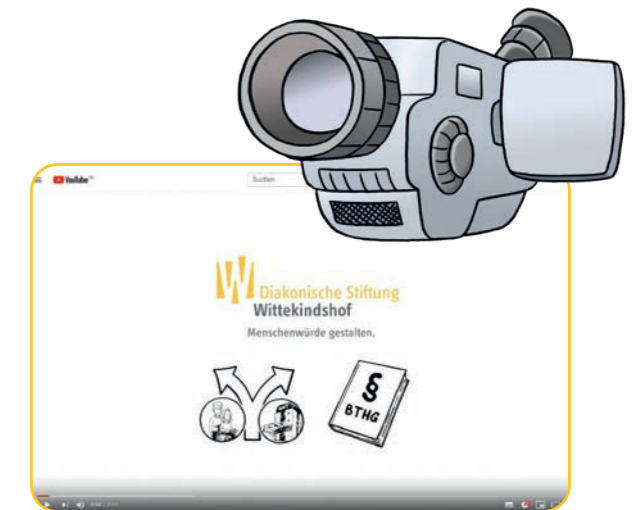 YouTube
Suchen
Diakonische Stiftung
Wittekindshof
Menschenwürde gestalten.
§
BTHG